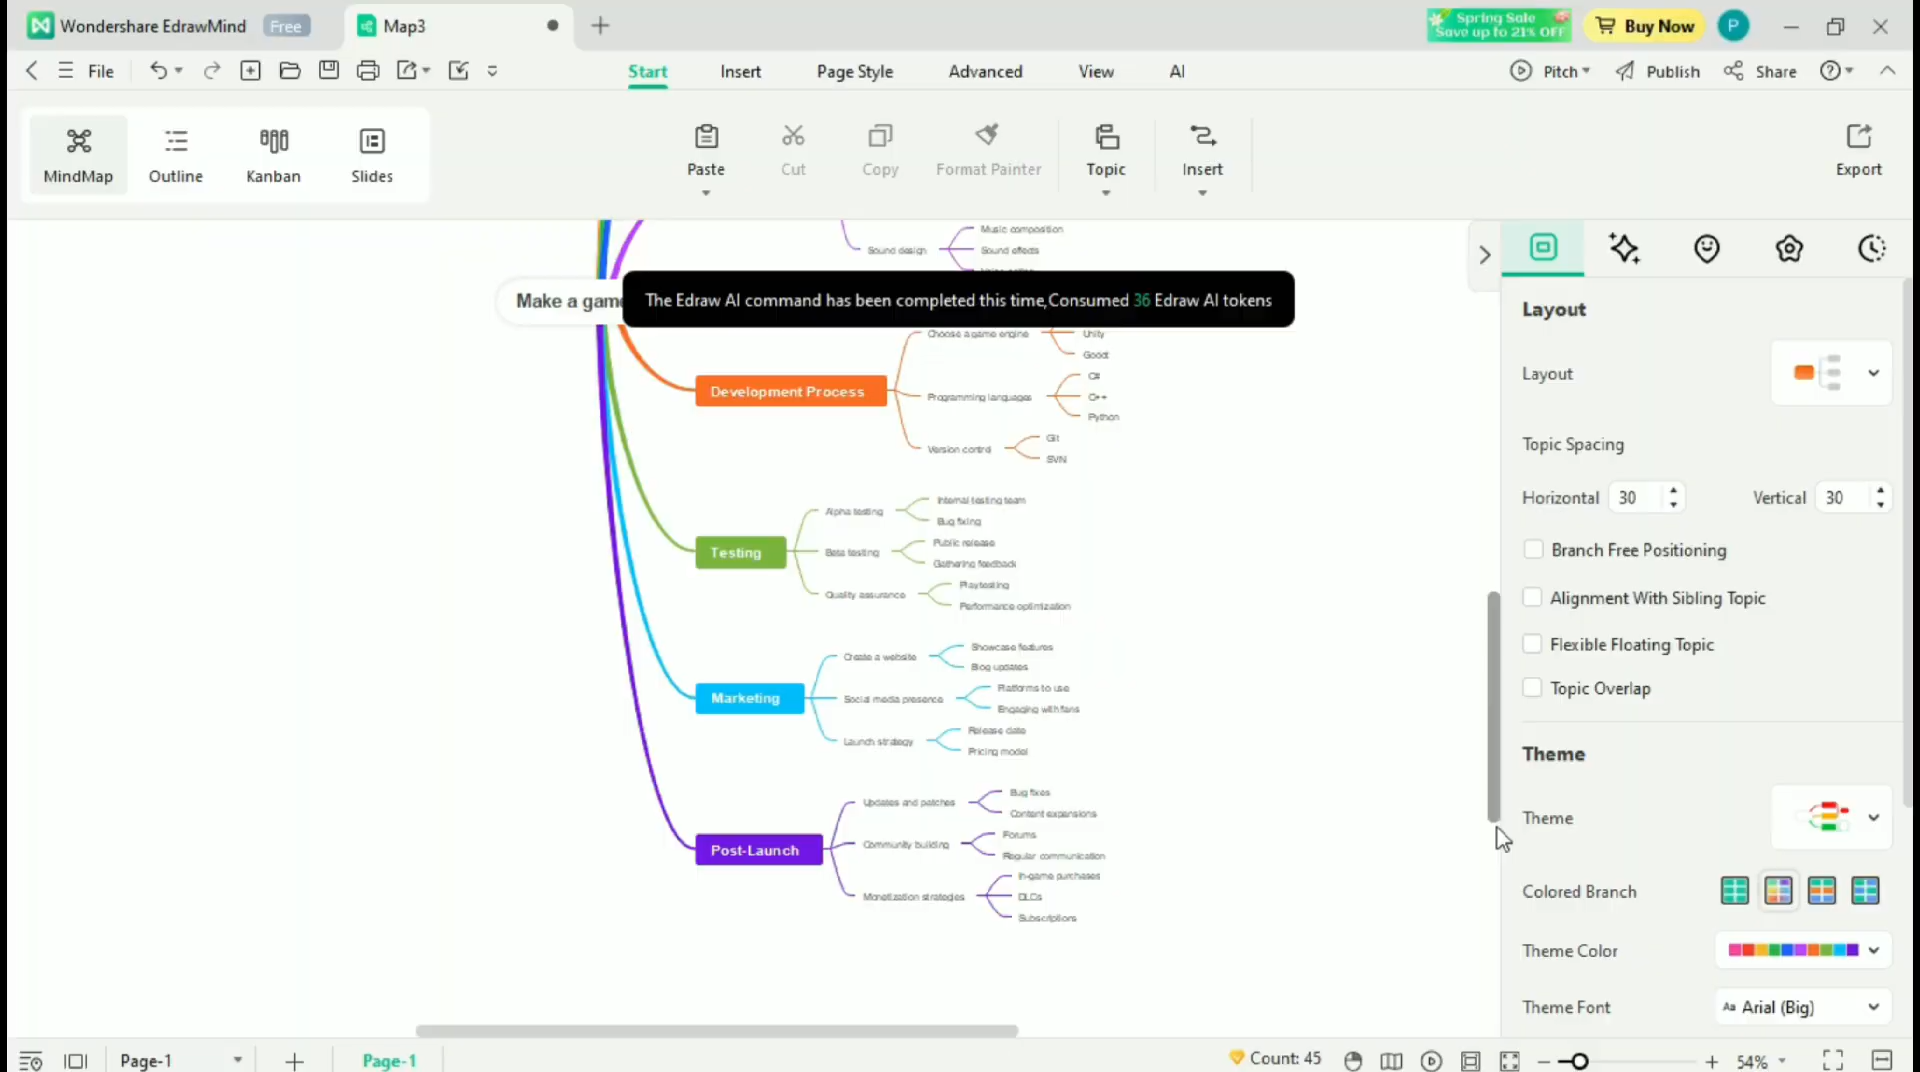 Wondershare EdrawMind Free
Map3
Spring Sale
Save up to 21% OFF
Buy Now
P
File
Start Insert Page Style Advanced View AI
Pitch Publish Share
MindMap Outline Kanban Slides
Paste Cut Copy Format Painter Topic Insert
Export
Music composition
Sound design
Sound effects
Make a game
The Edraw AI command has been completed this time,Consumed 36 Edraw AI tokens
Choose a game engine
Unity
Godot
Development Process
Programming languages
C#
C++
Python
Version control
Git
SVN
Testing
Alpha testing
Internal testing team
Bug fixing
Beta testing
Public release
Gathering feedback
Quality assurance
Playtesting
Performance optimization
Marketing
Create a website
Showcase features
Blog updates
Social media presence
Platforms to use
Engaging with fans
Launch strategy
Release date
Pricing model
Post-Launch
Updates and patches
Bug fixes
Content expansions
Community building
Forums
Regular communication
Monetization strategies
In-game purchases
DLCs
Subscriptions
Layout
Layout
Topic Spacing
Horizontal 30 Vertical 30
Branch Free Positioning
Alignment With Sibling Topic
Flexible Floating Topic
Topic Overlap
Theme
Theme
Colored Branch
Theme Color
Theme Font Aa Arial (Big)
Page-1
Page-1
Count: 45
54%